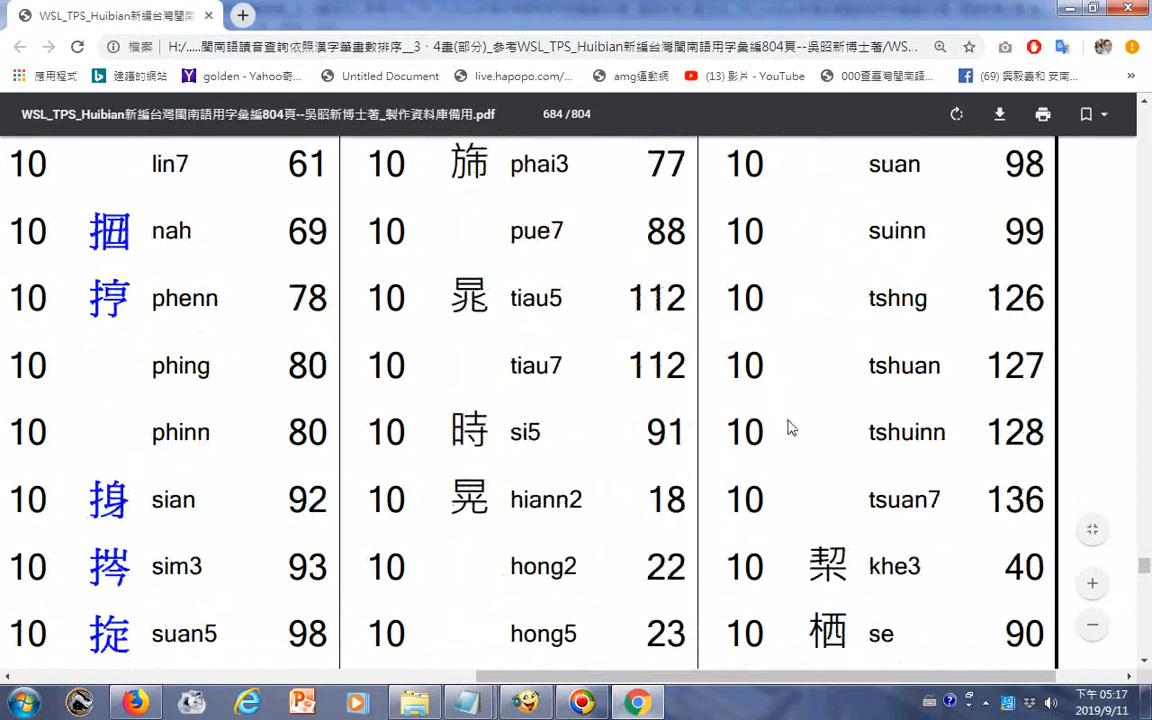 WSL_TPS_Huibian新編台灣閩南
檔案 H:/.....閩南語讀音查詢依照漢字筆畫數排序__3、4畫(部分)_參考WSL_TPS_Huibian新編台灣閩南語用字彙編804頁--吳昭新博士著/WS...
應用程式 建議的網站 golden - Yahoo奇... Untitled Document live.hapopo.com/... amg運動網 (13) 影片 - YouTube 000查臺灣閩南語... (69) 興毅義和 安南... »
WSL_TPS_Huibian新編台灣閩南語用字彙編804頁--吳昭新博士著_製作資料庫備用.pdf 684 / 804
10 lin7 61 10 旆 phai3 77 10 suan 98
10 nah 69 10 pue7 88 10 suinn 99
10 㧸 phenn 78 10 晁 tiau5 112 10 tshng 126
10 phing 80 10 tiau7 112 10 tshuan 127
10 phinn 80 10 時 si5 91 10 tshuinn 128
10 sian 92 10 晃 hiann2 18 10 tsuan7 136
10 sim3 93 10 hong2 22 10 栔 khe3 40
10 suan5 98 10 hong5 23 10 栖 se 90
下午 05:17
2019/9/11